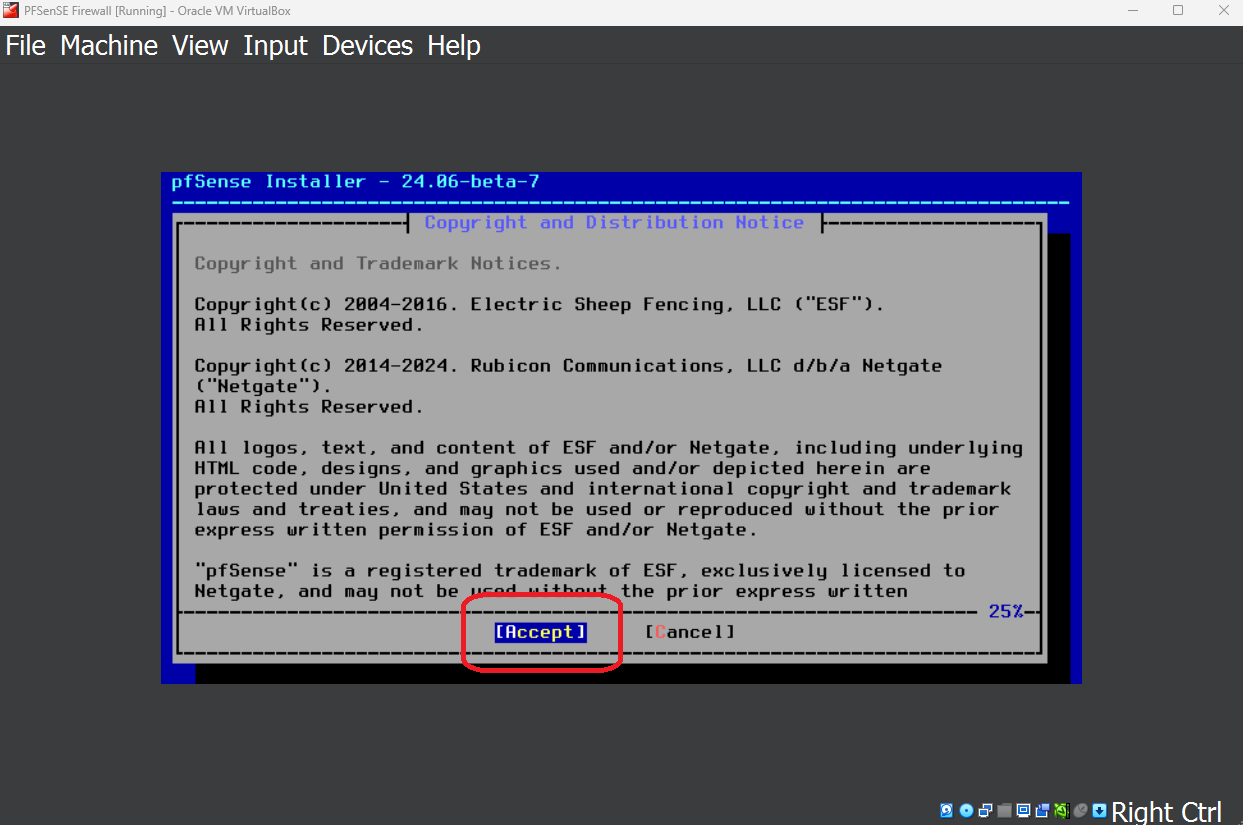 PFSenSE Firewall [Running] - Oracle VM VirtualBox
File Machine View Input Devices Help
pfSense Installer - 24.06-beta-7
Copyright and Distribution Notice
Copyright and Trademark Notices.
Copyright(c) 2004-2016. Electric Sheep Fencing, LLC ("ESF").
All Rights Reserved.
Copyright(c) 2014-2024. Rubicon Communications, LLC d/b/a Netgate
("Netgate").
All Rights Reserved.
All logos, text, and content of ESF and/or Netgate, including underlying
HTML code, designs, and graphics used and/or depicted herein are
protected under United States and international copyright and trademark
laws and treaties, and may not be used or reproduced without the prior
express written permission of ESF and/or Netgate.
"pfSense" is a registered trademark of ESF, exclusively licensed to
Netgate, and may not be used without the prior express written
25%
[Accept] [Cancel]
Right Ctrl